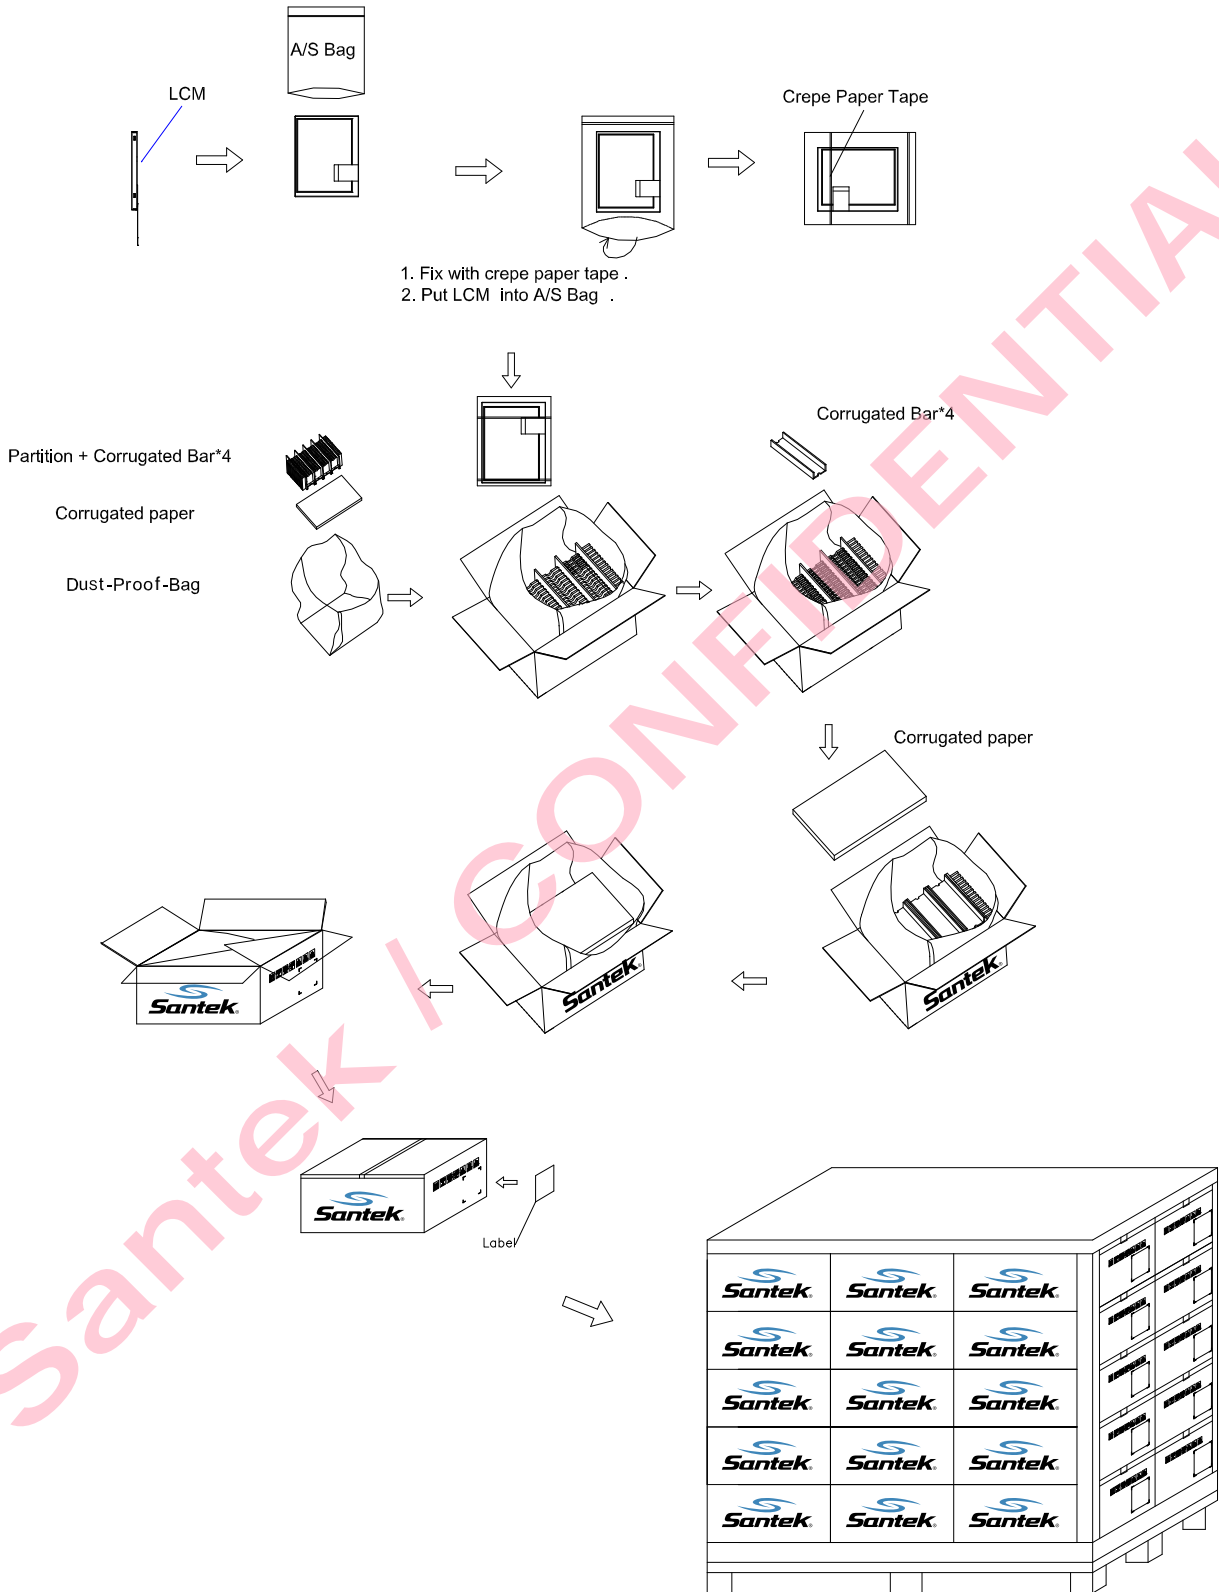 A/S Bag
LCM
Crepe Paper Tape
1. Fix with crepe paper tape .
2. Put LCM into A/S Bag .
Corrugated Bar*4
Partition + Corrugated Bar*4
Corrugated paper
Dust-Proof-Bag
Corrugated paper
Santek
Santek
Santek
Santek
Label
Santek Santek Santek
Santek Santek Santek
Santek Santek Santek
Santek Santek Santek
Santek Santek Santek
Santek / CONFIDENTIAL